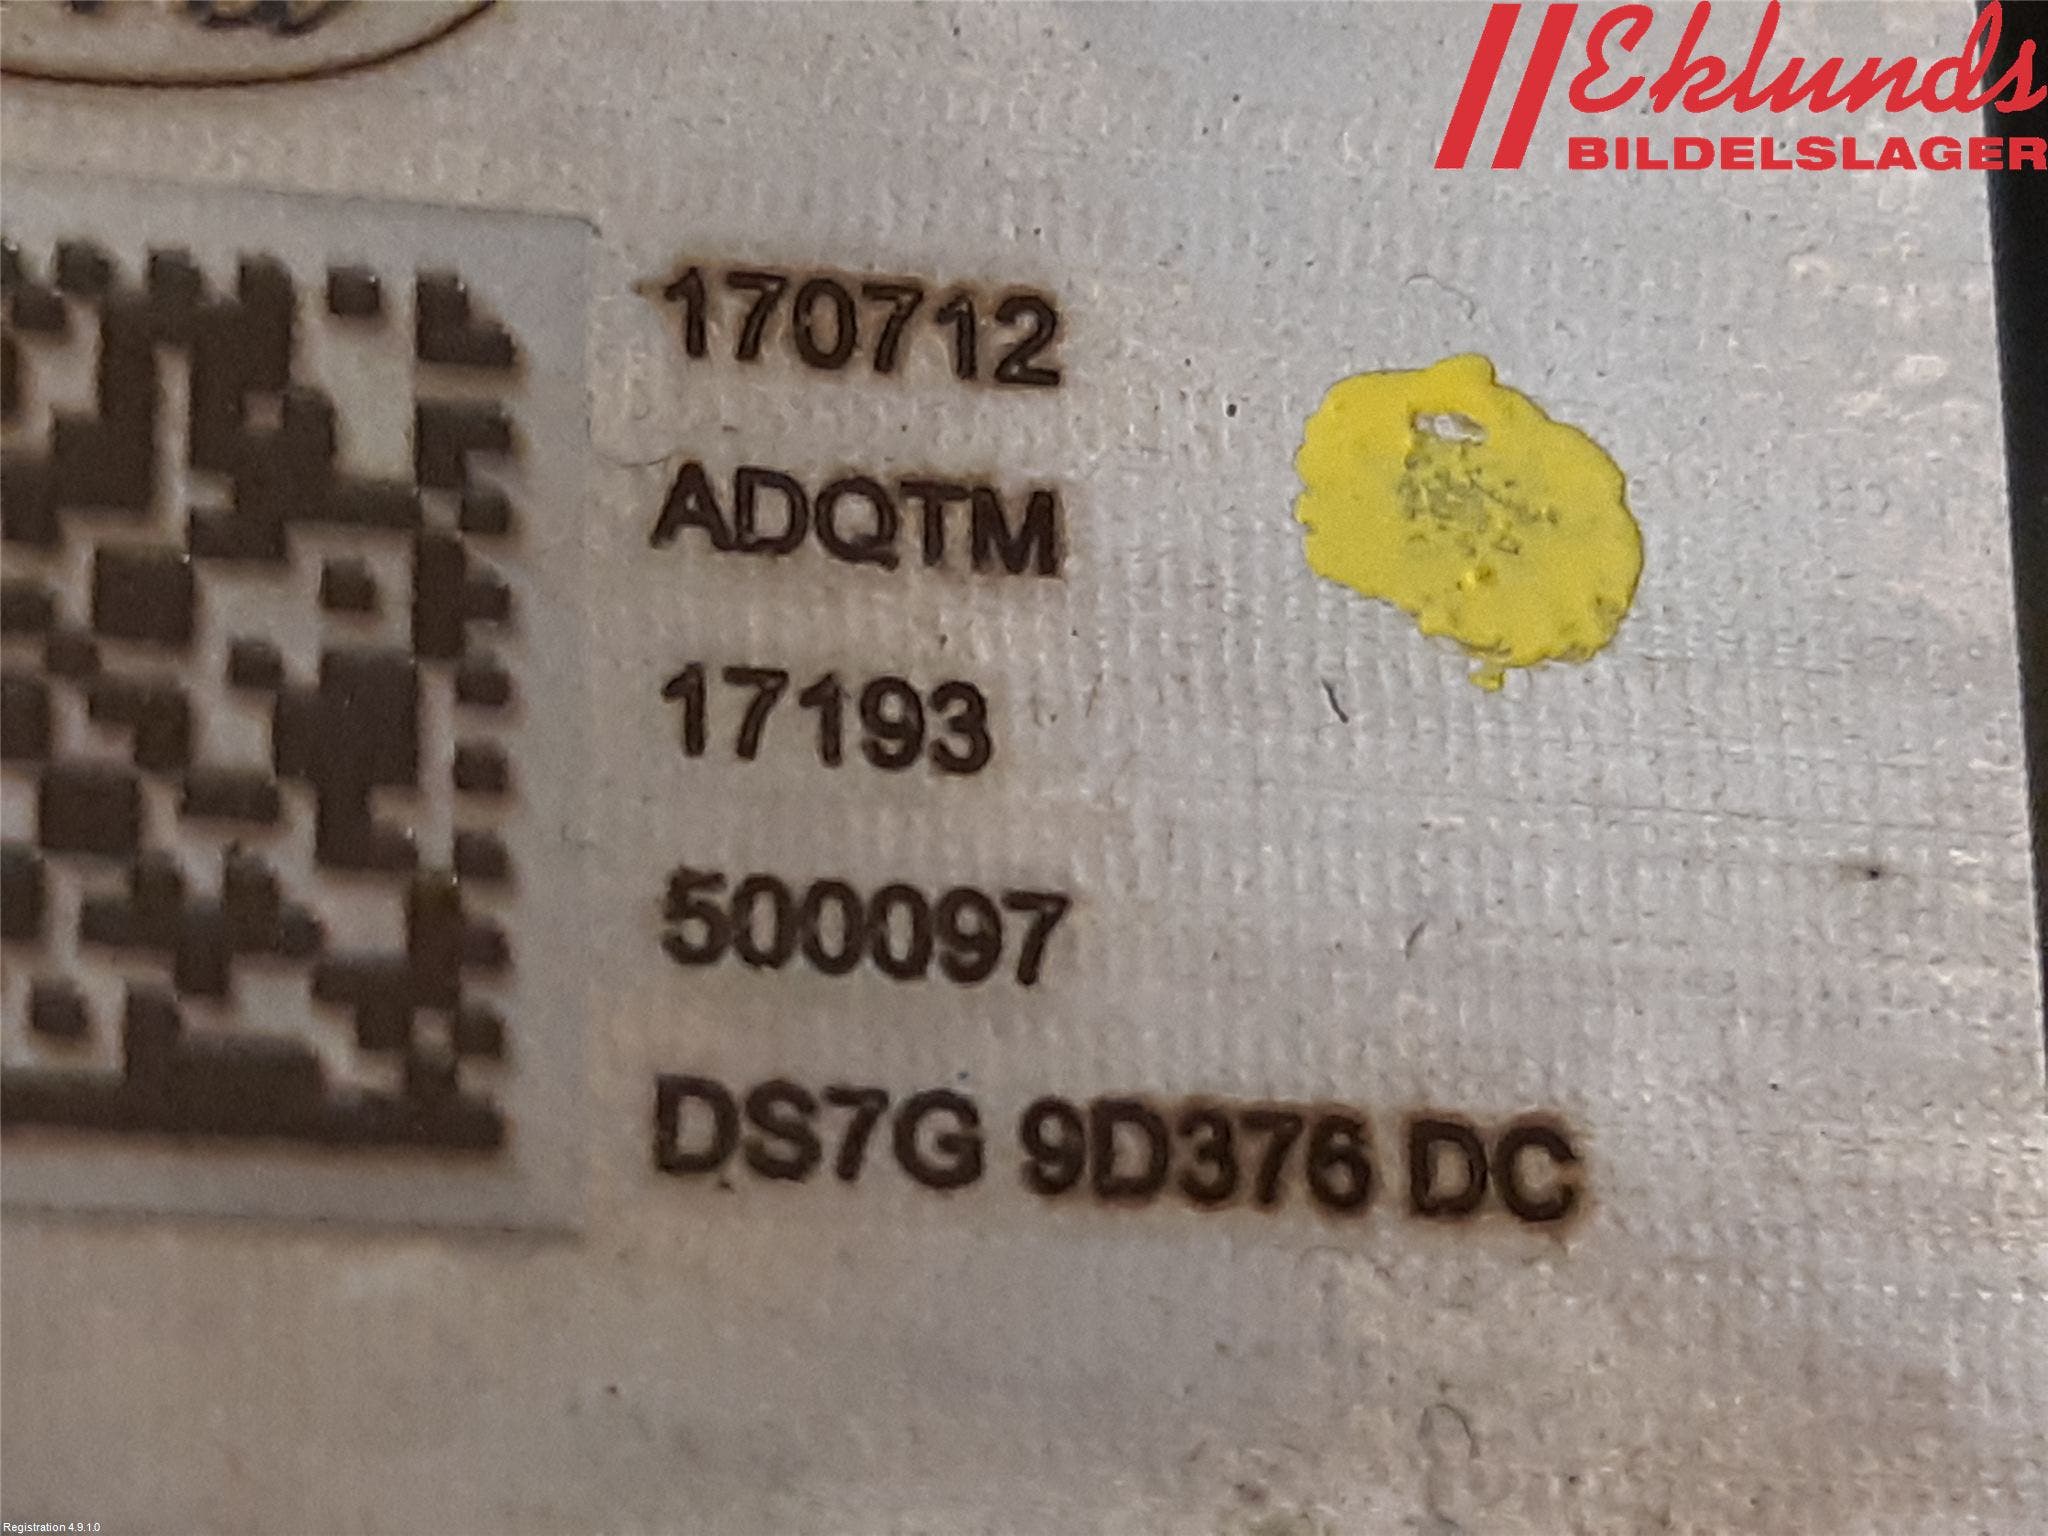 Eklunds
BILDELSLAGER
170712
ADQTM
17193
500097
DS7G 9D376 DC
Registration 4.9.1.0